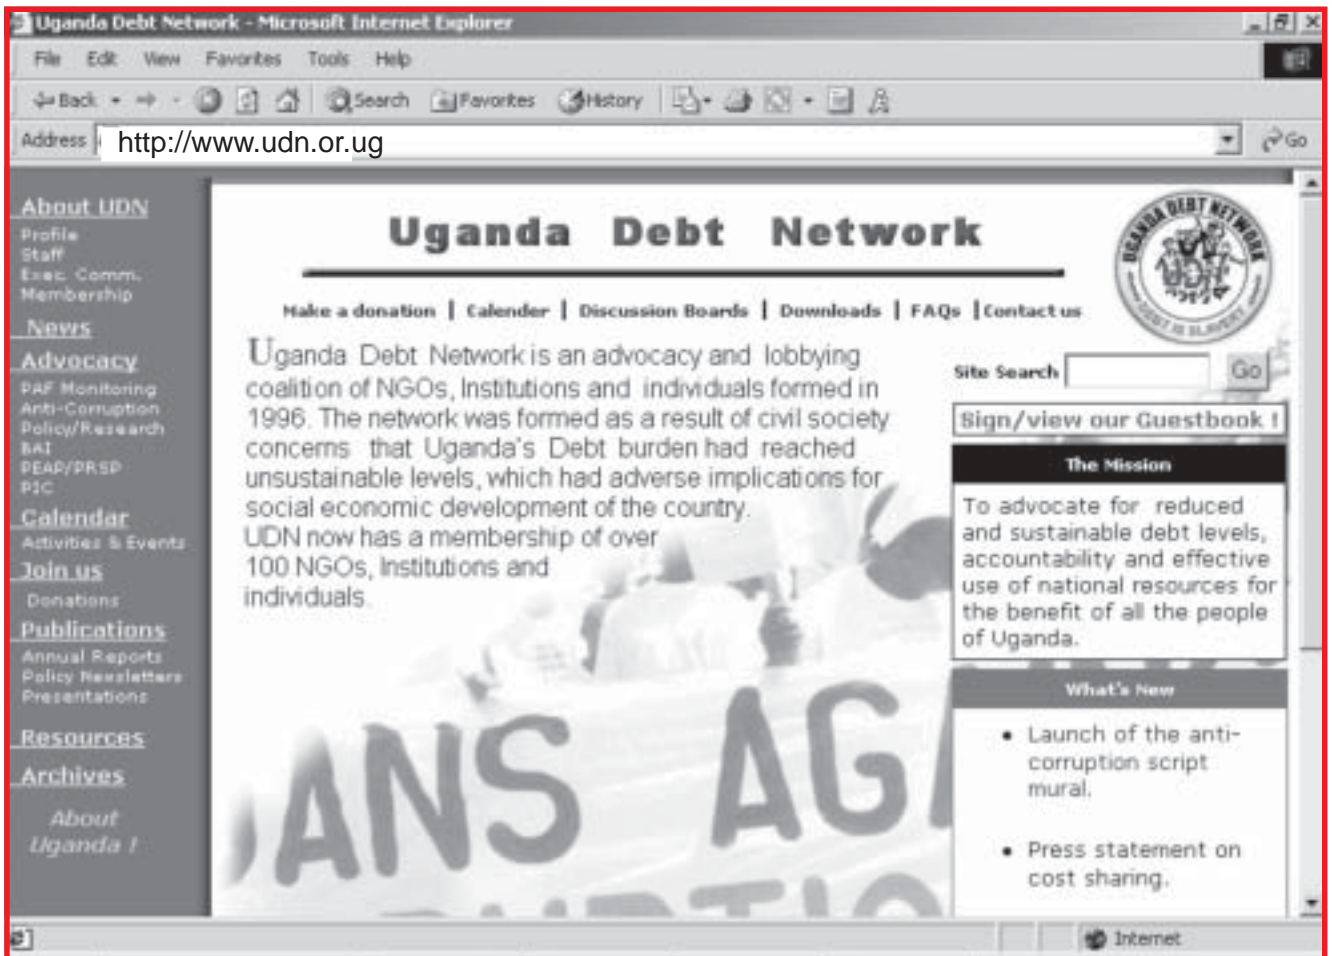 Uganda Debt Network - Microsoft Internet Explorer
File Edit View Favorites Tools Help
Back Search Favorites History
Address http://www.udn.or.ug Go
About UDN
Profile
Staff
Exec. Comm.
Membership
News
Advocacy
PAF Monitoring
Anti-Corruption
Policy/Research
BAI
PEAP/PRSP
PIC
Calendar
Activities & Events
Join us
Donations
Publications
Annual Reports
Policy Newsletters
Presentations
Resources
Archives
About
Uganda !
Uganda Debt Network
UGANDA DEBT NETWORK
UDN
DEBT IS SLAVERY
Make a donation | Calender | Discussion Boards | Downloads | FAQs | Contact us
Uganda Debt Network is an advocacy and lobbying
coalition of NGOs, Institutions and individuals formed in
1996. The network was formed as a result of civil society
concerns that Uganda's Debt burden had reached
unsustainable levels, which had adverse implications for
social economic development of the country.
UDN now has a membership of over
100 NGOs, Institutions and
individuals.
ANS AGA
RUPTIO
Site Search Go
Sign/view our Guestbook !
The Mission
To advocate for reduced
and sustainable debt levels,
accountability and effective
use of national resources for
the benefit of all the people
of Uganda.
What's New
• Launch of the anti-
corruption script
mural.
• Press statement on
cost sharing.
Internet